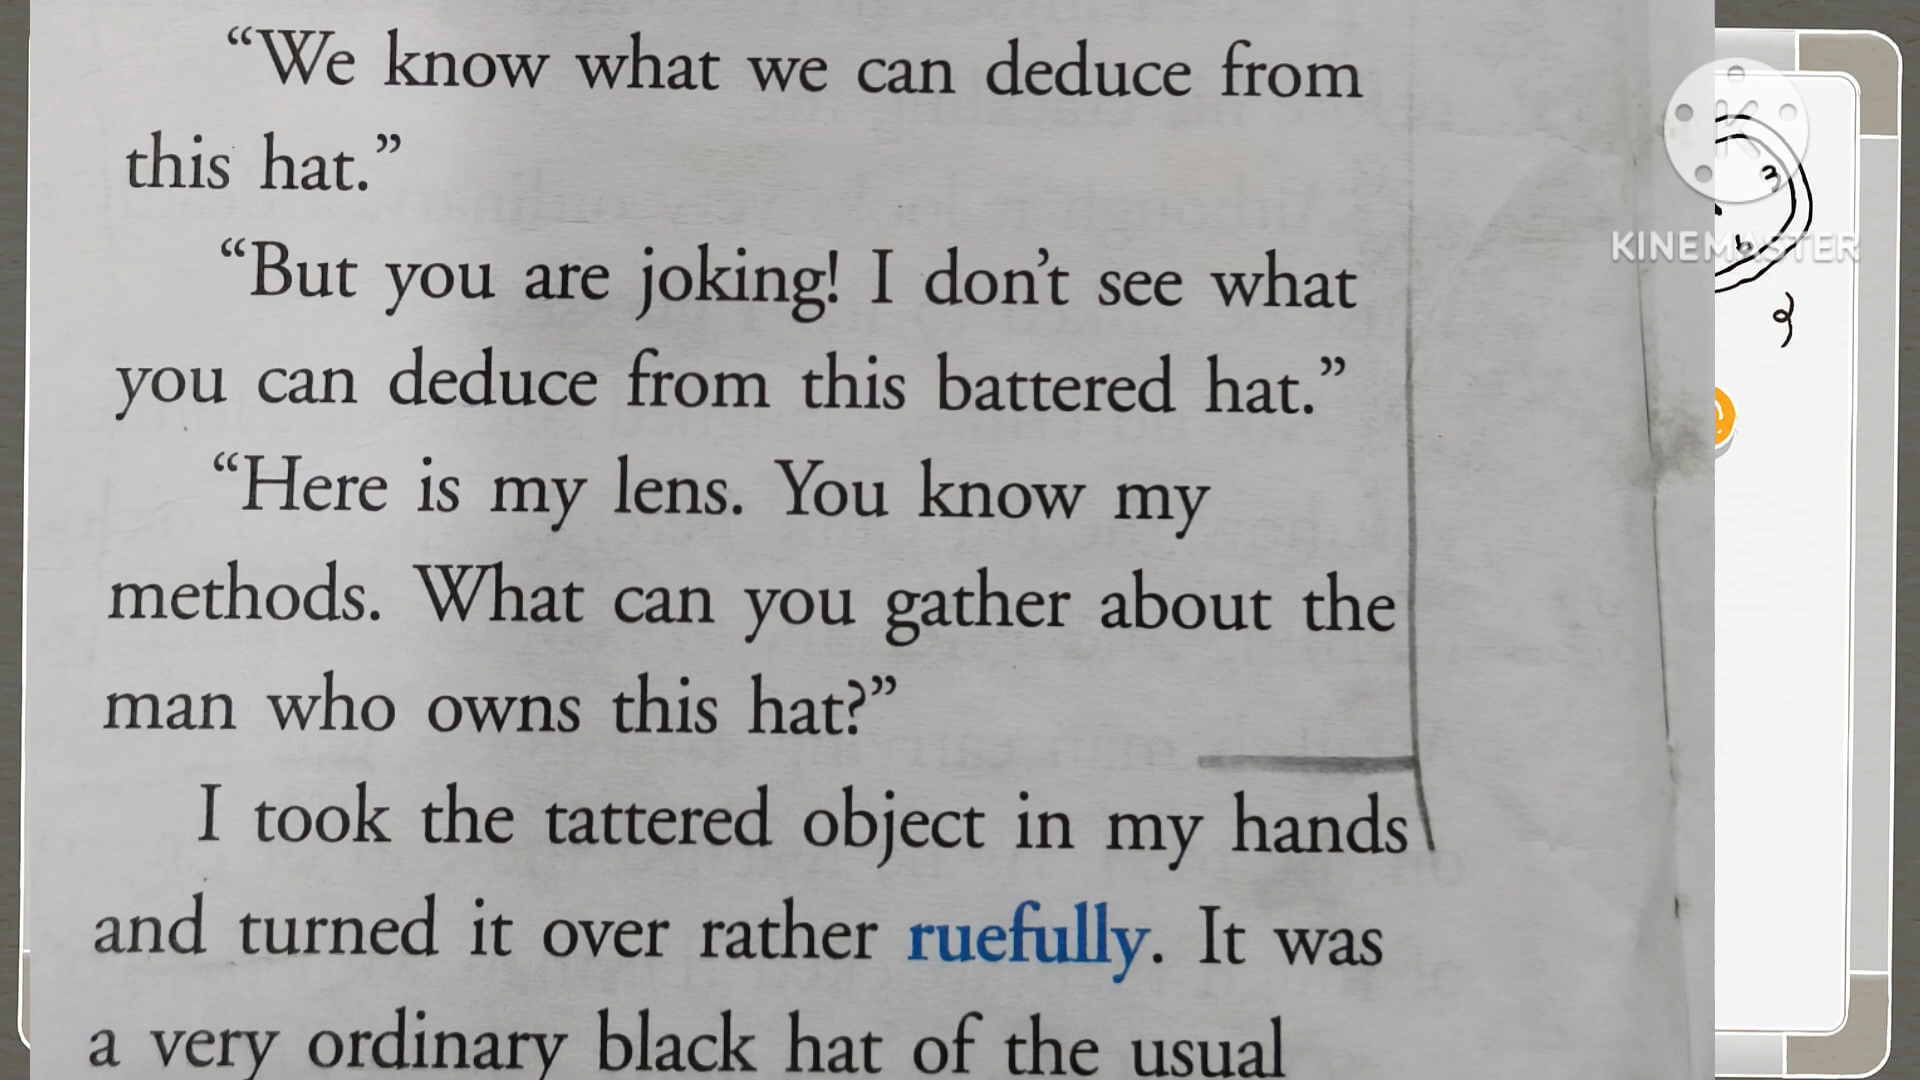 “We know what we can deduce from
this hat.”
“But you are joking! I don’t see what
you can deduce from this battered hat.”
“Here is my lens. You know my
methods. What can you gather about the
man who owns this hat?”
I took the tattered object in my hands
and turned it over rather ruefully. It was
a very ordinary black hat of the usual
KINEMASTER